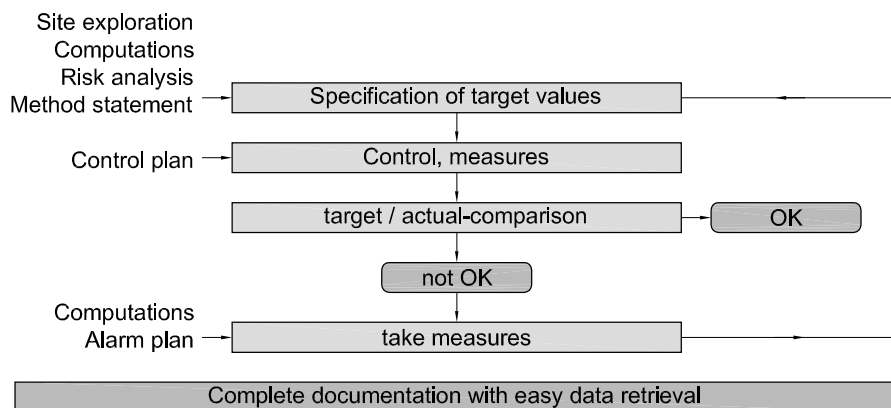 Site exploration
Computations
Risk analysis
Method statement
Specification of target values
Control plan
Control, measures
target / actual-comparison
OK
not OK
Computations
Alarm plan
take measures
Complete documentation with easy data retrieval